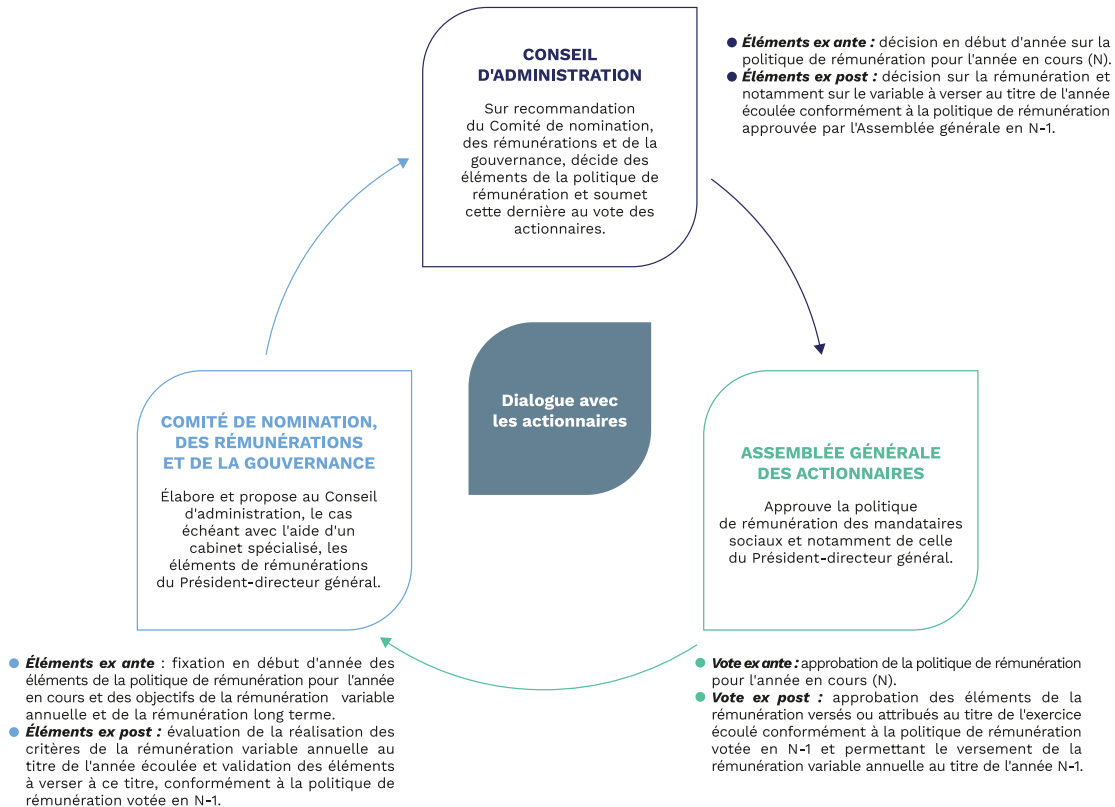 CONSEIL
D'ADMINISTRATION
Sur recommandation
du Comité de nomination,
des rémunérations et de la
gouvernance, décide des
éléments de la politique de
rémunération et soumet
cette dernière au vote des
actionnaires.
● Éléments ex ante : décision en début d'année sur la
politique de rémunération pour l'année en cours (N).
● Éléments ex post : décision sur la rémunération et
notamment sur le variable à verser au titre de l'année
écoulée conformément à la politique de rémunération
approuvée par l'Assemblée générale en N-1.
Dialogue avec
les actionnaires
COMITÉ DE NOMINATION,
DES RÉMUNÉRATIONS
ET DE LA GOUVERNANCE
Élabore et propose au Conseil
d'administration, le cas
échéant avec l'aide d'un
cabinet spécialisé, les
éléments de rémunérations
du Président-directeur général.
ASSEMBLÉE GÉNÉRALE
DES ACTIONNAIRES
Approuve la politique
de rémunération des mandataires
sociaux et notamment de celle
du Président-directeur général.
● Éléments ex ante : fixation en début d'année des
éléments de la politique de rémunération pour l'année
en cours et des objectifs de la rémunération variable
annuelle et de la rémunération long terme.
● Éléments ex post : évaluation de la réalisation des
critères de la rémunération variable annuelle au
titre de l'année écoulée et validation des éléments
à verser à ce titre, conformément à la politique de
rémunération votée en N-1.
● Vote ex ante : approbation de la politique de rémunération
pour l'année en cours (N).
● Vote ex post : approbation des éléments de la
rémunération versés ou attribués au titre de l'exercice
écoulé conformément à la politique de rémunération
votée en N-1 et permettant le versement de la
rémunération variable annuelle au titre de l'année N-1.